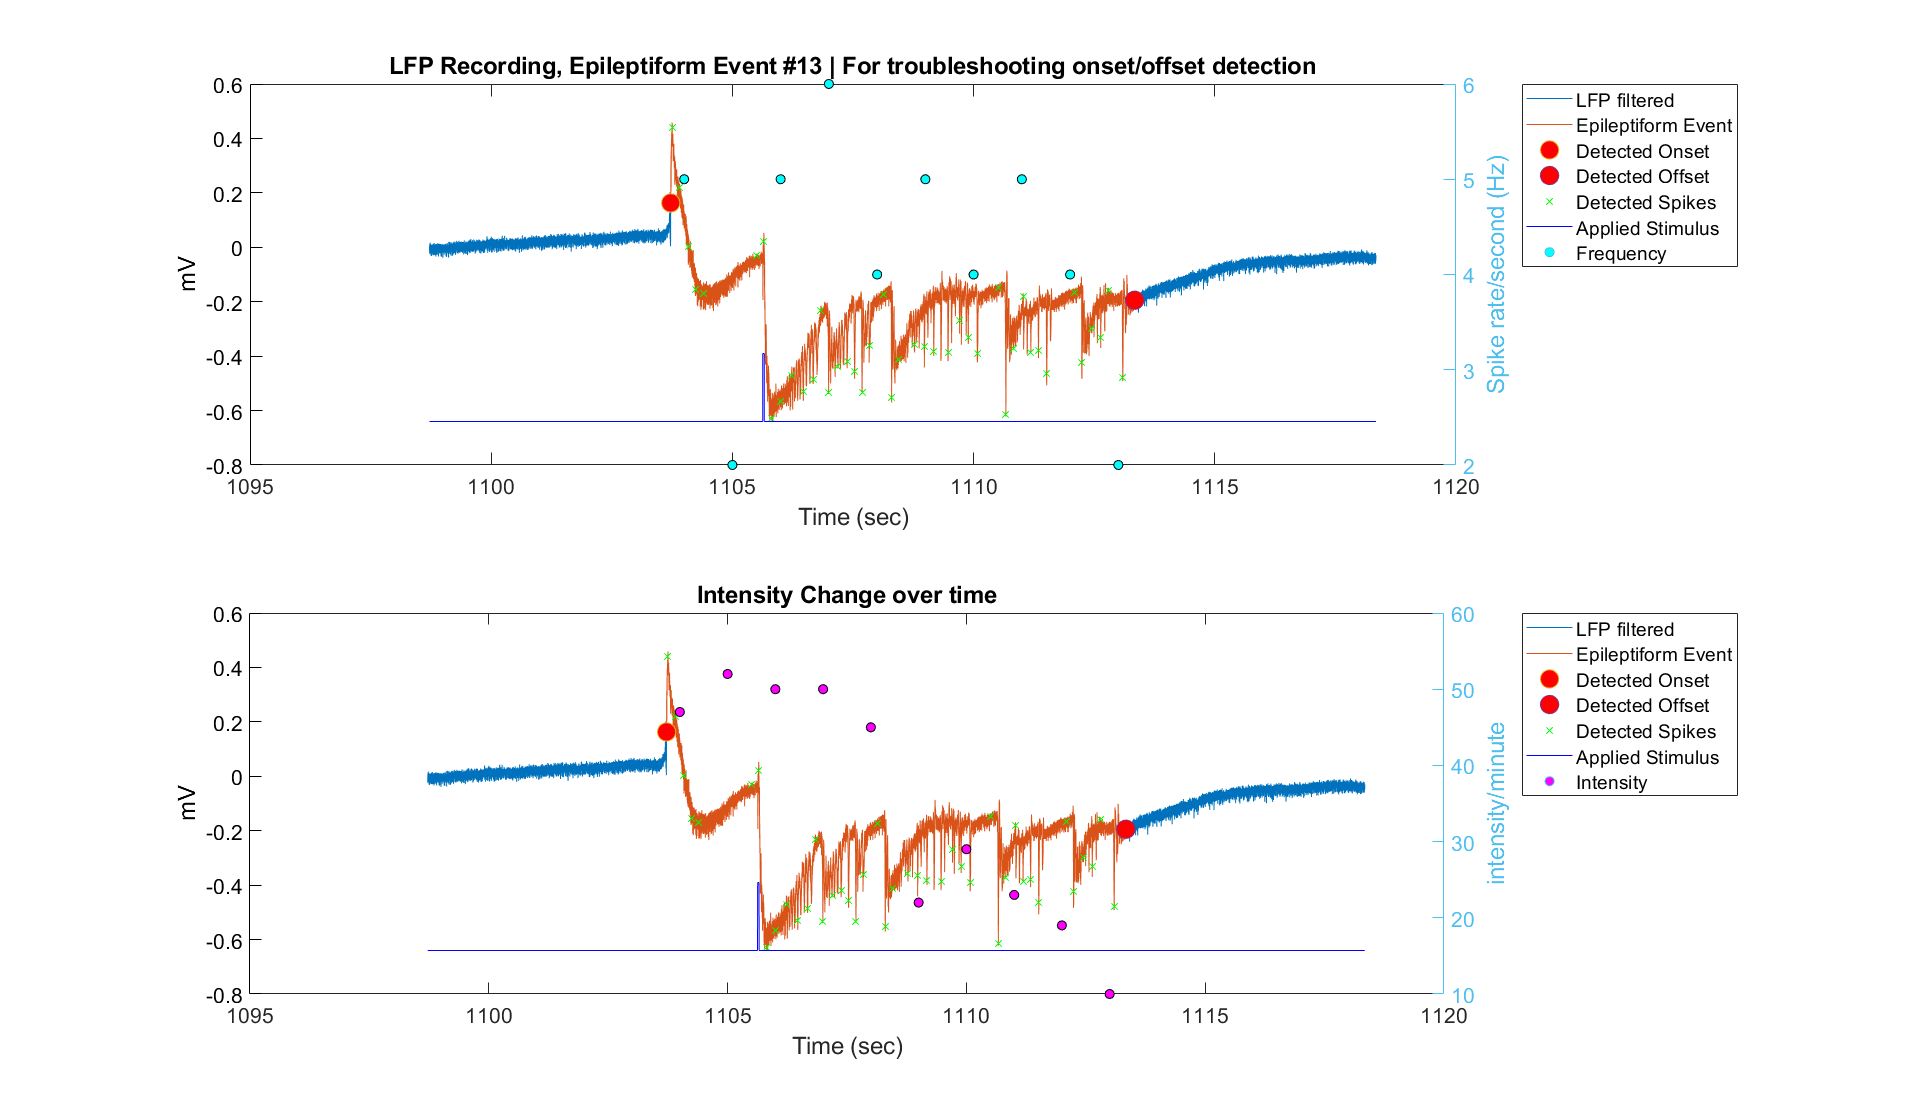 LFP Recording, Epileptiform Event #13 | For troubleshooting onset/offset detection
0.6
0.4
0.2
0
-0.2
-0.4
-0.6
-0.8
mV
6
5
4
3
2
Spike rate/second (Hz)
1095 1100 1105 1110 1115 1120
Time (sec)
LFP filtered
Epileptiform Event
Detected Onset
Detected Offset
Detected Spikes
Applied Stimulus
Frequency
Intensity Change over time
0.6
0.4
0.2
0
-0.2
-0.4
-0.6
-0.8
mV
60
50
40
30
20
10
intensity/minute
1095 1100 1105 1110 1115 1120
Time (sec)
LFP filtered
Epileptiform Event
Detected Onset
Detected Offset
Detected Spikes
Applied Stimulus
Intensity